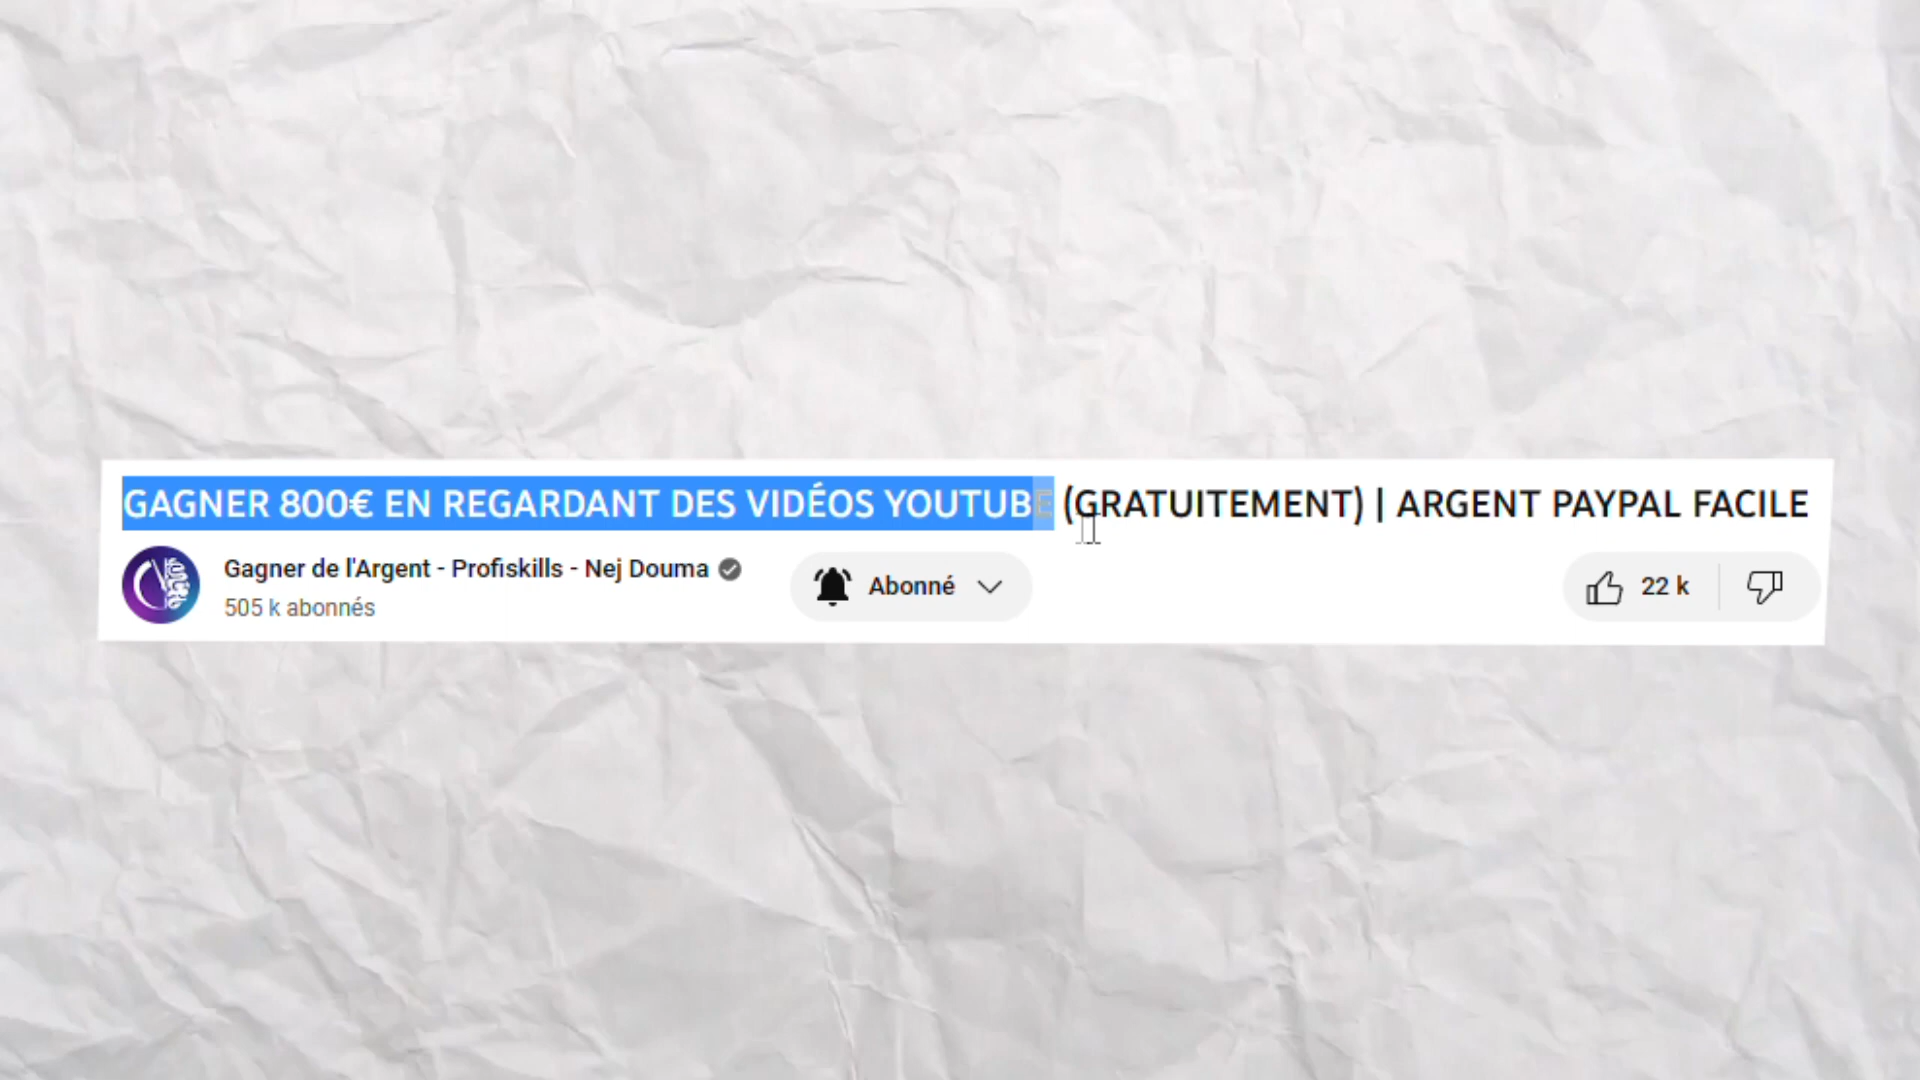 GAGNER 800€ EN REGARDANT DES VIDÉOS YOUTUBE (GRATUITEMENT) | ARGENT PAYPAL FACILE
Gagner de l'Argent - Profiskills - Nej Douma
505 k abonnés
Abonné
22 k